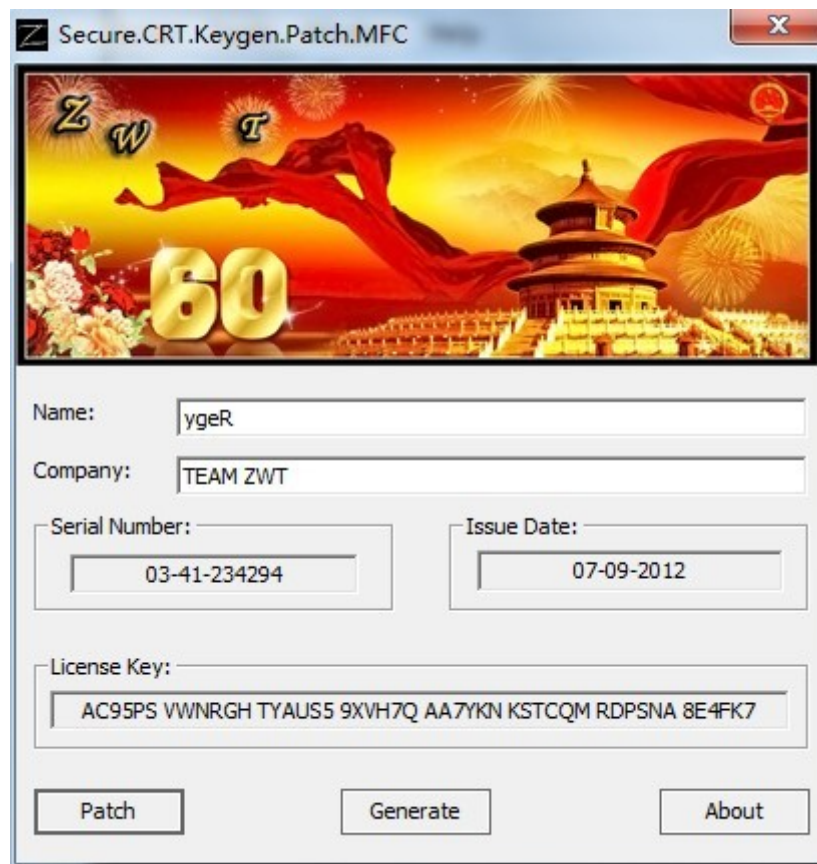 Secure.CRT.Keygen.Patch.MFC
Z W T
60
Name: ygeR
Company: TEAM ZWT
Serial Number: Issue Date:
03-41-234294 07-09-2012
License Key:
AC95PS VWNRGH TYAUS5 9XVH7Q AA7YKN KSTCQM RDPSNA 8E4FK7
Patch Generate About